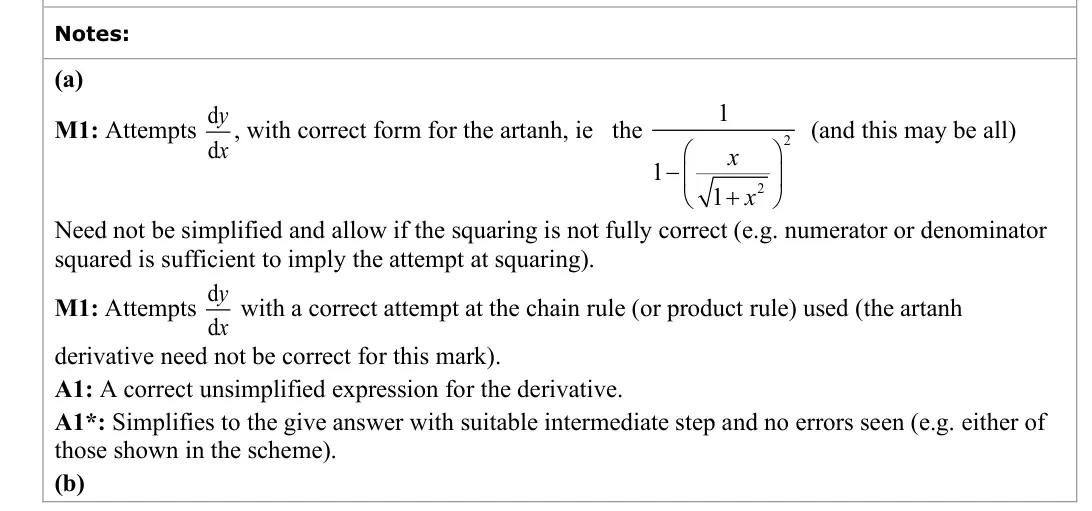 Notes:
(a)
M1: Attempts dy/dx, with correct form for the artanh, ie the 1/(1−(x/√(1+x²))²) (and this may be all)
Need not be simplified and allow if the squaring is not fully correct (e.g. numerator or denominator
squared is sufficient to imply the attempt at squaring).
M1: Attempts dy/dx with a correct attempt at the chain rule (or product rule) used (the artanh
derivative need not be correct for this mark).
A1: A correct unsimplified expression for the derivative.
A1*: Simplifies to the give answer with suitable intermediate step and no errors seen (e.g. either of
those shown in the scheme).
(b)